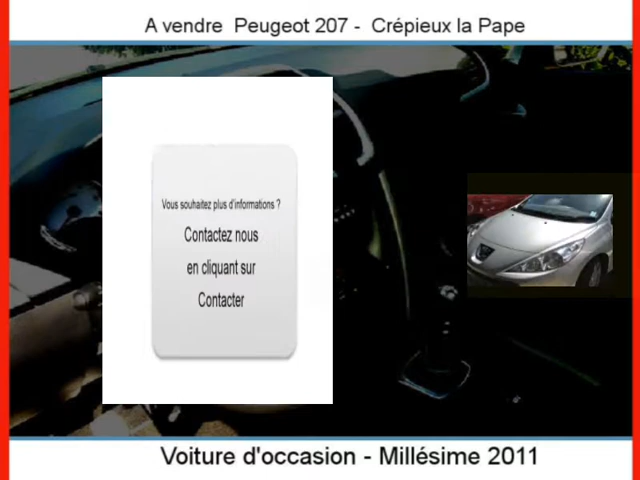 A vendre Peugeot 207 - Crépieux la Pape
Vous souhaitez plus d'informations ?
Contactez nous
en cliquant sur
Contacter
Voiture d'occasion - Millésime 2011